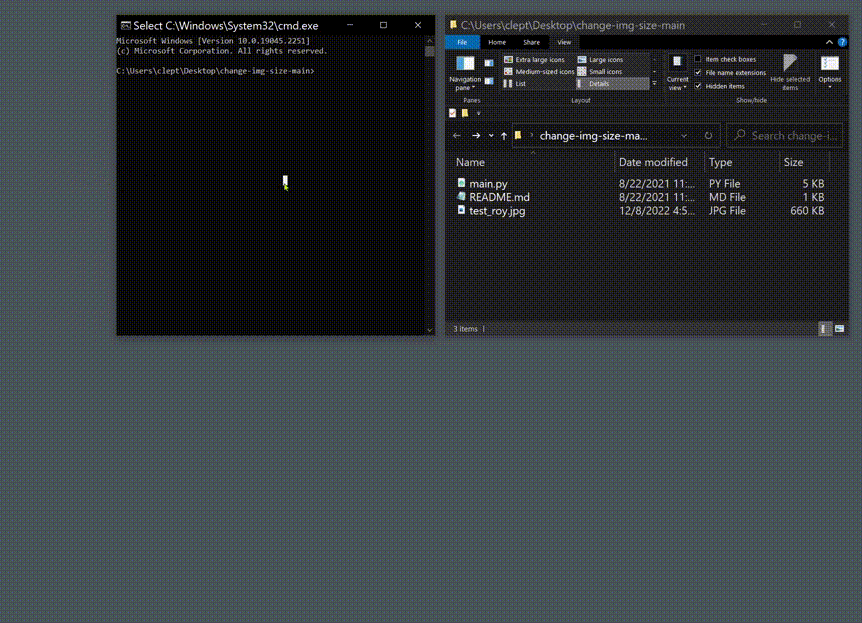 Select C:\Windows\System32\cmd.exe
Microsoft Windows [Version 10.0.19045.2251]
(c) Microsoft Corporation. All rights reserved.
C:\Users\clept\Desktop\change-img-size-main>
C:\Users\clept\Desktop\change-img-size-main
File Home Share View
Navigation pane
Extra large icons Large icons
Medium-sized icons Small icons
List Details
Current view
Item check boxes
File name extensions
Hidden items
Hide selected items
Options
Panes Layout Show/hide
change-img-size-ma... Search change-i...
Name Date modified Type Size
main.py 8/22/2021 11:... PY File 5 KB
README.md 8/22/2021 11:... MD File 1 KB
test_roy.jpg 12/8/2022 4:5... JPG File 660 KB
3 items